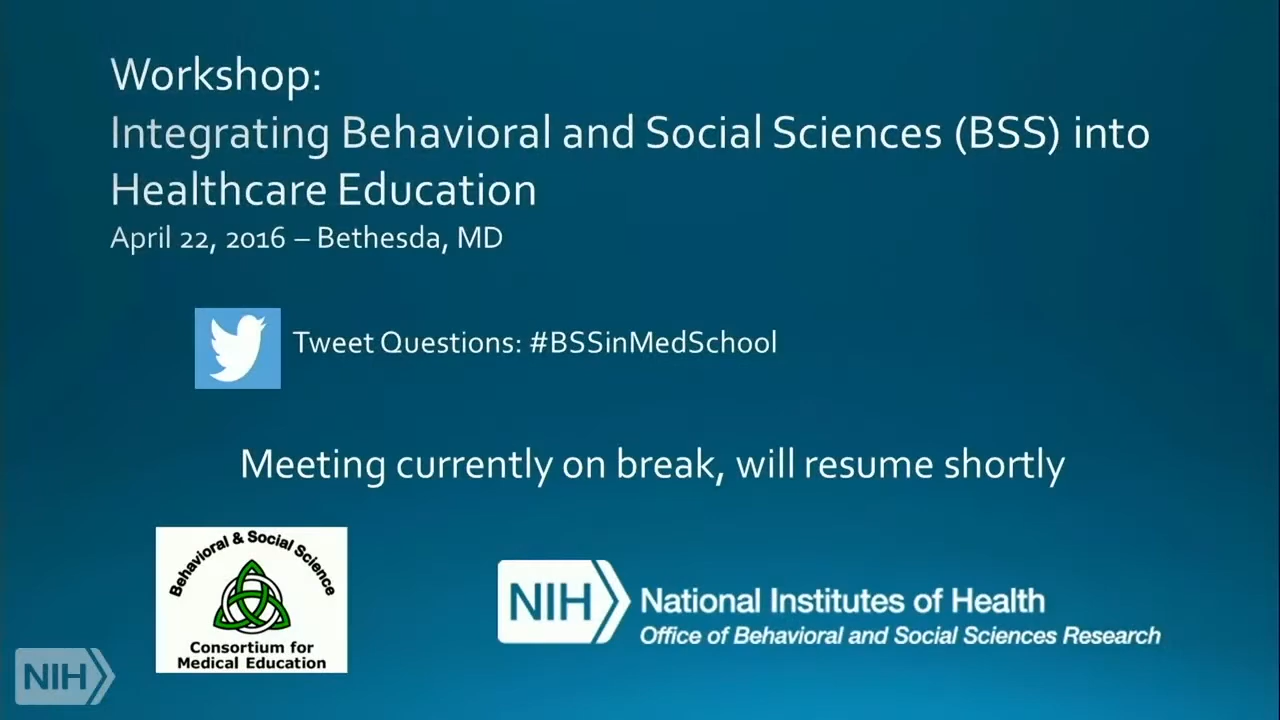 Workshop:
Integrating Behavioral and Social Sciences (BSS) into
Healthcare Education
April 22, 2016 – Bethesda, MD
Tweet Questions: #BSSinMedSchool
Meeting currently on break, will resume shortly
Behavioral & Social Science
Consortium for
Medical Education
NIH
National Institutes of Health
Office of Behavioral and Social Sciences Research
NIH